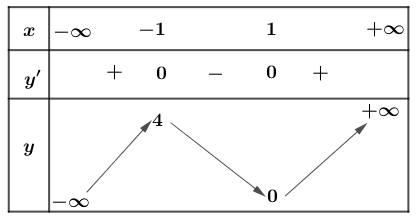 x −∞ −1 1 +∞
y′ + 0 − 0 +
4 +∞
y
−∞ 0